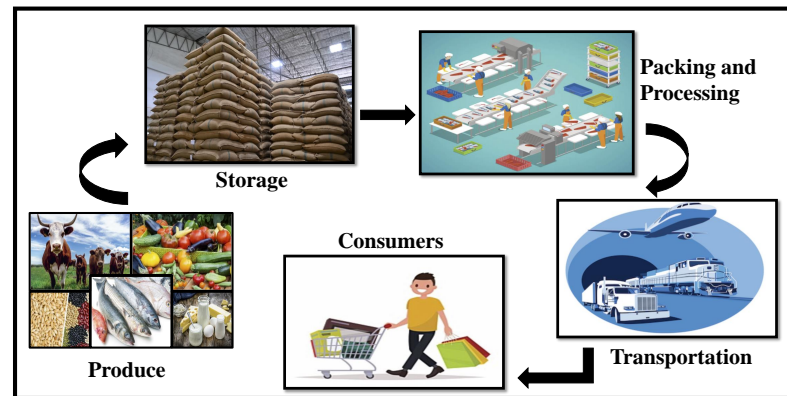 Storage
Packing and
Processing
Consumers
Produce
Transportation